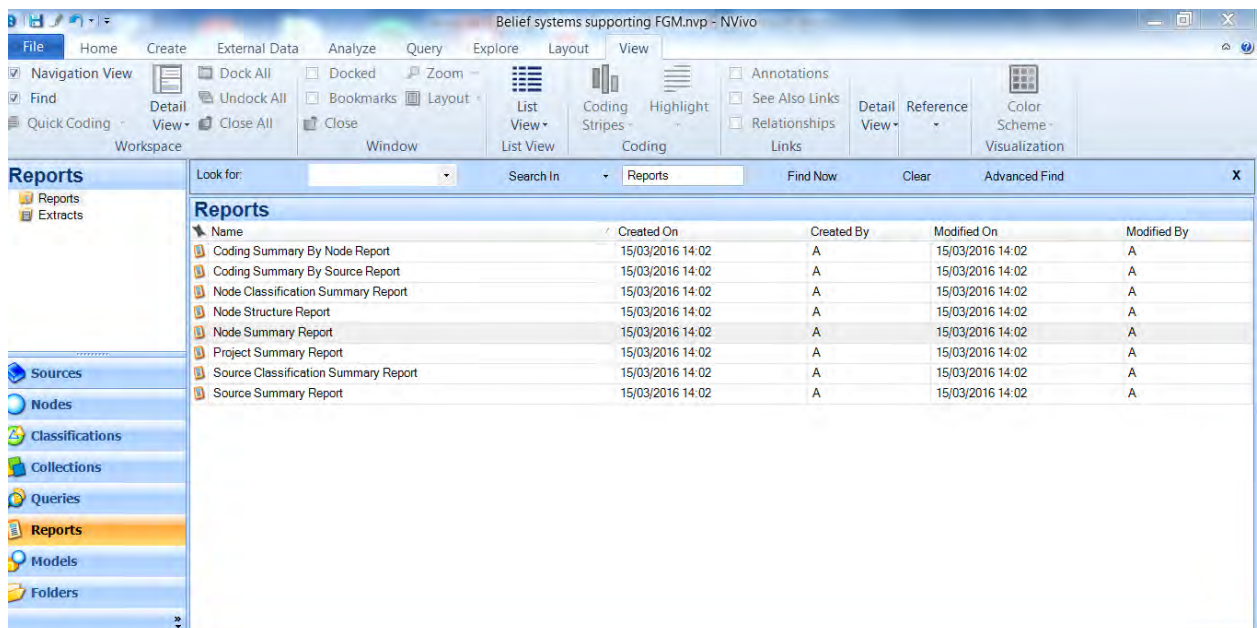 Belief systems supporting FGM.nvp - NVivo
File Home Create External Data Analyze Query Explore Layout View
Navigation View
Find
Quick Coding
Detail View
Workspace
Dock All
Undock All
Close All
Docked
Bookmarks
Close
Zoom
Layout
Window
List View
List View
Coding Stripes
Highlight
Coding
Annotations
See Also Links
Relationships
Links
Detail View
Reference
Color Scheme
Visualization
Reports
Reports
Extracts
Look for: Search In Reports Find Now Clear Advanced Find X
Reports
Name Created On Created By Modified On Modified By
Coding Summary By Node Report 15/03/2016 14:02 A 15/03/2016 14:02 A
Coding Summary By Source Report 15/03/2016 14:02 A 15/03/2016 14:02 A
Node Classification Summary Report 15/03/2016 14:02 A 15/03/2016 14:02 A
Node Structure Report 15/03/2016 14:02 A 15/03/2016 14:02 A
Node Summary Report 15/03/2016 14:02 A 15/03/2016 14:02 A
Project Summary Report 15/03/2016 14:02 A 15/03/2016 14:02 A
Source Classification Summary Report 15/03/2016 14:02 A 15/03/2016 14:02 A
Source Summary Report 15/03/2016 14:02 A 15/03/2016 14:02 A
Sources
Nodes
Classifications
Collections
Queries
Reports
Models
Folders